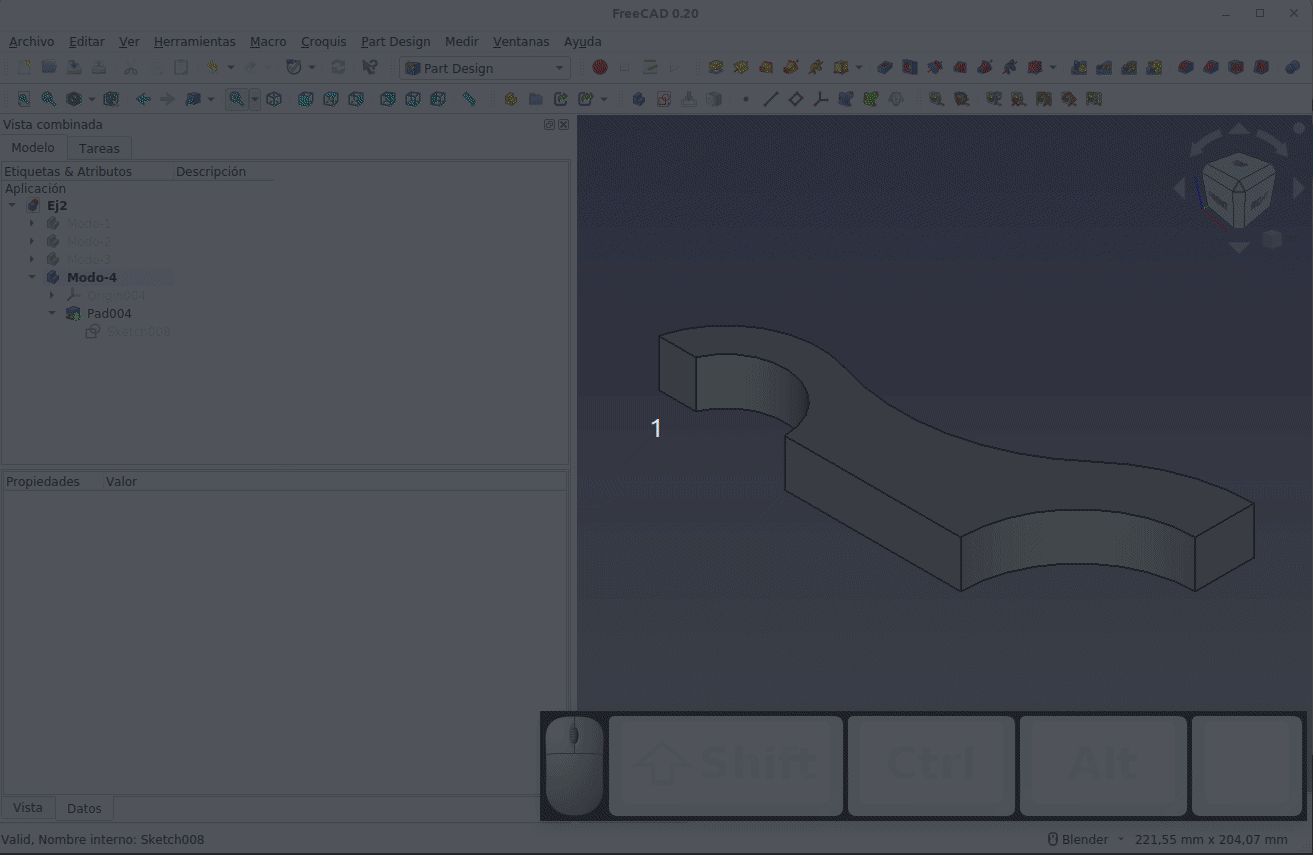 FreeCAD 0.20
Archivo Editar Ver Herramientas Macro Croquis Part Design Medir Ventanas Ayuda
Part Design
Vista combinada
Modelo Tareas
Etiquetas & Atributos Descripción
Aplicación
Ej2
Modo-1
Modo-2
Modo-3
Modo-4
Origin004
Pad004
Sketch008
1
Propiedades Valor
Shift Ctrl Alt
Vista Datos
Valid, Nombre interno: Sketch008 Blender 221,55 mm x 204,07 mm